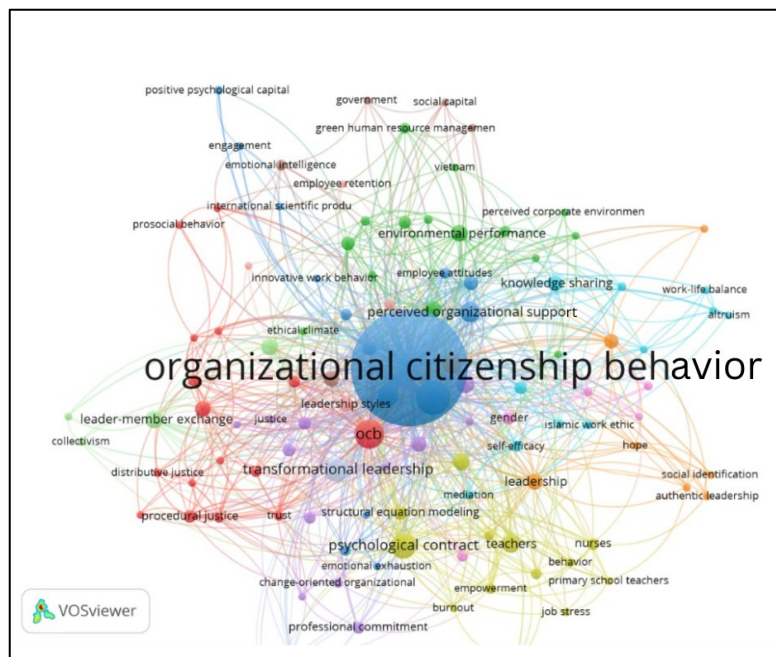 positive psychological capital
government
social capital
green human resource managemen
engagement
emotional intelligence
vietnam
employee retention
international scientific produ
perceived corporate environmen
prosocial behavior
environmental performance
innovative work behavior
employee attitudes
knowledge sharing
work-life balance
perceived organizational support
altruism
ethical climate
organizational citizenship behavior
leadership styles
leader-member exchange
justice
gender
islamic work ethic
collectivism
ocb
self-efficacy
hope
distributive justice
transformational leadership
leadership
social identification
mediation
authentic leadership
procedural justice
trust
structural equation modeling
psychological contract
teachers
nurses
emotional exhaustion
behavior
change-oriented organizational
empowerment
primary school teachers
burnout
job stress
professional commitment
VOSviewer